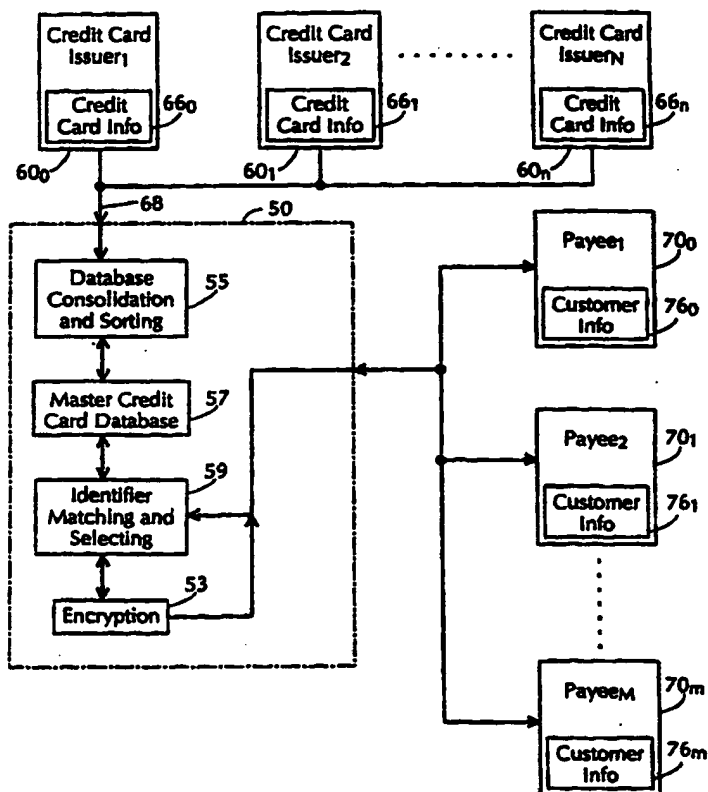 Credit Card
Issuer₁
Credit
Card Info
66₀
60₀
Credit Card
Issuer₂
Credit
Card Info
66₁
60₁
Credit Card
Issuer_N
Credit
Card Info
66ₙ
60ₙ
68
50
Database
Consolidation
and Sorting
55
Master Credit
Card Database
57
Identifier
Matching and
Selecting
59
Encryption
53
Payee₁
70₀
Customer
Info
76₀
Payee₂
70₁
Customer
Info
76₁
Payee_M
70ₘ
Customer
Info
76ₘ